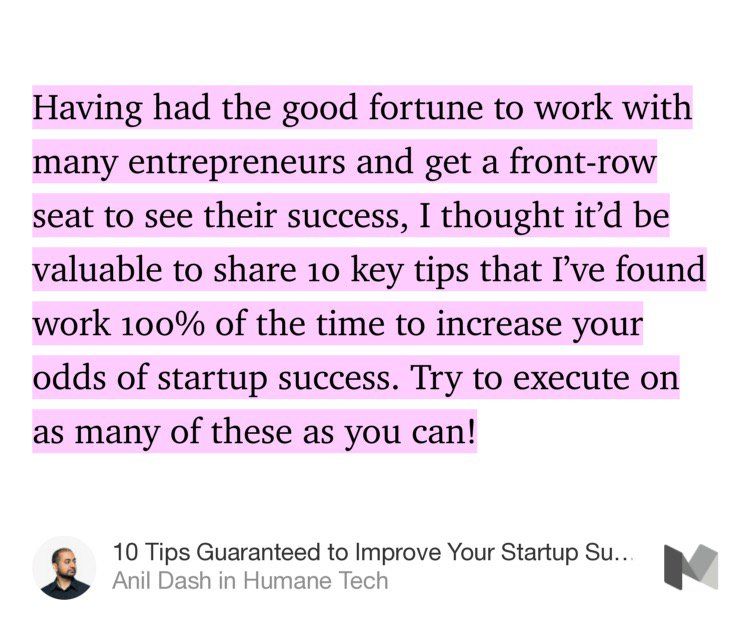 Having had the good fortune to work with
many entrepreneurs and get a front-row
seat to see their success, I thought it’d be
valuable to share 10 key tips that I’ve found
work 100% of the time to increase your
odds of startup success. Try to execute on
as many of these as you can!
10 Tips Guaranteed to Improve Your Startup Su...
Anil Dash in Humane Tech